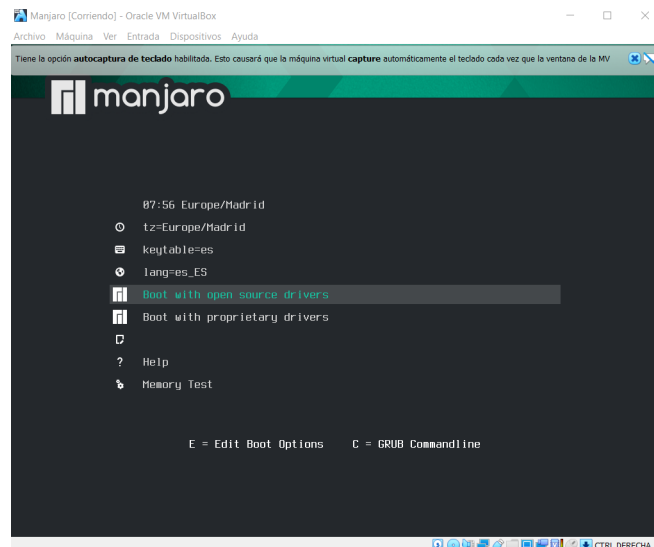 Manjaro [Corriendo] - Oracle VM VirtualBox
Archivo Máquina Ver Entrada Dispositivos Ayuda
Tiene la opción autocaptura de teclado habilitada. Esto causará que la máquina virtual capture automáticamente el teclado cada vez que la ventana de la MV
manjaro
07:56 Europe/Madrid
tz=Europe/Madrid
keytable=es
lang=es_ES
Boot with open source drivers
Boot with proprietary drivers
? Help
Memory Test
E = Edit Boot Options C = GRUB Commandline
CTRL DERECHA